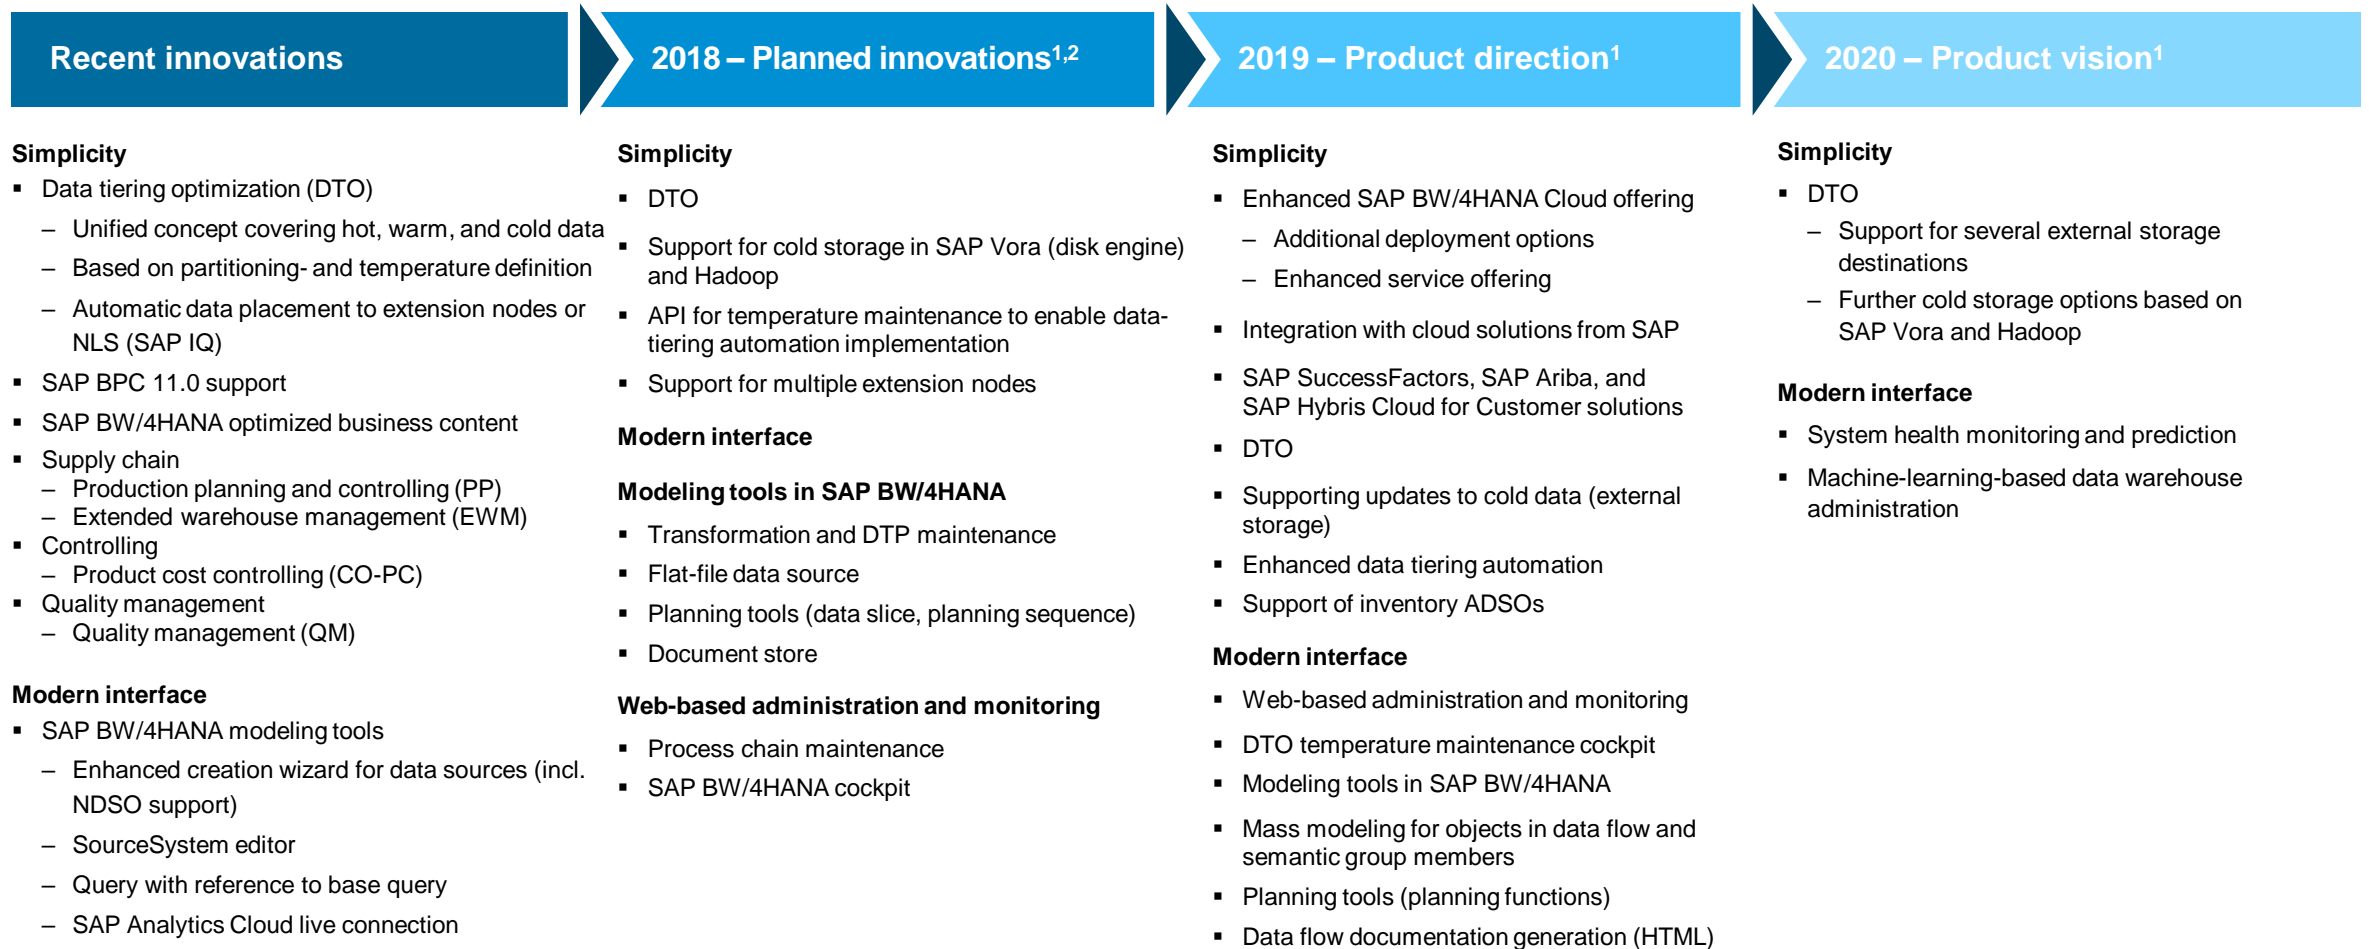 Recent innovations
2018 – Planned innovations1,2
2019 – Product direction1
2020 – Product vision1
Simplicity
▪ Data tiering optimization (DTO)
– Unified concept covering hot, warm, and cold data
– Based on partitioning- and temperature definition
– Automatic data placement to extension nodes or
NLS (SAP IQ)
▪ SAP BPC 11.0 support
▪ SAP BW/4HANA optimized business content
▪ Supply chain
– Production planning and controlling (PP)
– Extended warehouse management (EWM)
▪ Controlling
– Product cost controlling (CO-PC)
▪ Quality management
– Quality management (QM)
Modern interface
▪ SAP BW/4HANA modeling tools
– Enhanced creation wizard for data sources (incl.
NDSO support)
– SourceSystem editor
– Query with reference to base query
– SAP Analytics Cloud live connection
Simplicity
▪ DTO
▪ Support for cold storage in SAP Vora (disk engine)
and Hadoop
▪ API for temperature maintenance to enable data-
tiering automation implementation
▪ Support for multiple extension nodes
Modern interface
Modeling tools in SAP BW/4HANA
▪ Transformation and DTP maintenance
▪ Flat-file data source
▪ Planning tools (data slice, planning sequence)
▪ Document store
Web-based administration and monitoring
▪ Process chain maintenance
▪ SAP BW/4HANA cockpit
Simplicity
▪ Enhanced SAP BW/4HANA Cloud offering
– Additional deployment options
– Enhanced service offering
▪ Integration with cloud solutions from SAP
▪ SAP SuccessFactors, SAP Ariba, and
SAP Hybris Cloud for Customer solutions
▪ DTO
▪ Supporting updates to cold data (external
storage)
▪ Enhanced data tiering automation
▪ Support of inventory ADSOs
Modern interface
▪ Web-based administration and monitoring
▪ DTO temperature maintenance cockpit
▪ Modeling tools in SAP BW/4HANA
▪ Mass modeling for objects in data flow and
semantic group members
▪ Planning tools (planning functions)
▪ Data flow documentation generation (HTML)
Simplicity
▪ DTO
– Support for several external storage
destinations
– Further cold storage options based on
SAP Vora and Hadoop
Modern interface
▪ System health monitoring and prediction
▪ Machine-learning-based data warehouse
administration